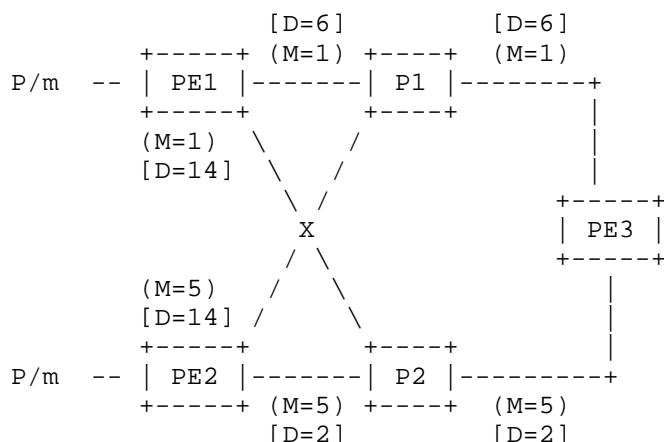 [D=6] [D=6]
+-----+ (M=1) +----+ (M=1)
P/m -- | PE1 |-------| P1 |--------+
+-----+ +----+ |
(M=1) \ / |
[D=14] \ / |
\ / +-----+
X | PE3 |
/ \ +-----+
(M=5) / \ |
[D=14] / \ |
+-----+ +----+ |
P/m -- | PE2 |-------| P2 |---------+
+-----+ (M=5) +----+ (M=5)
[D=2] [D=2]